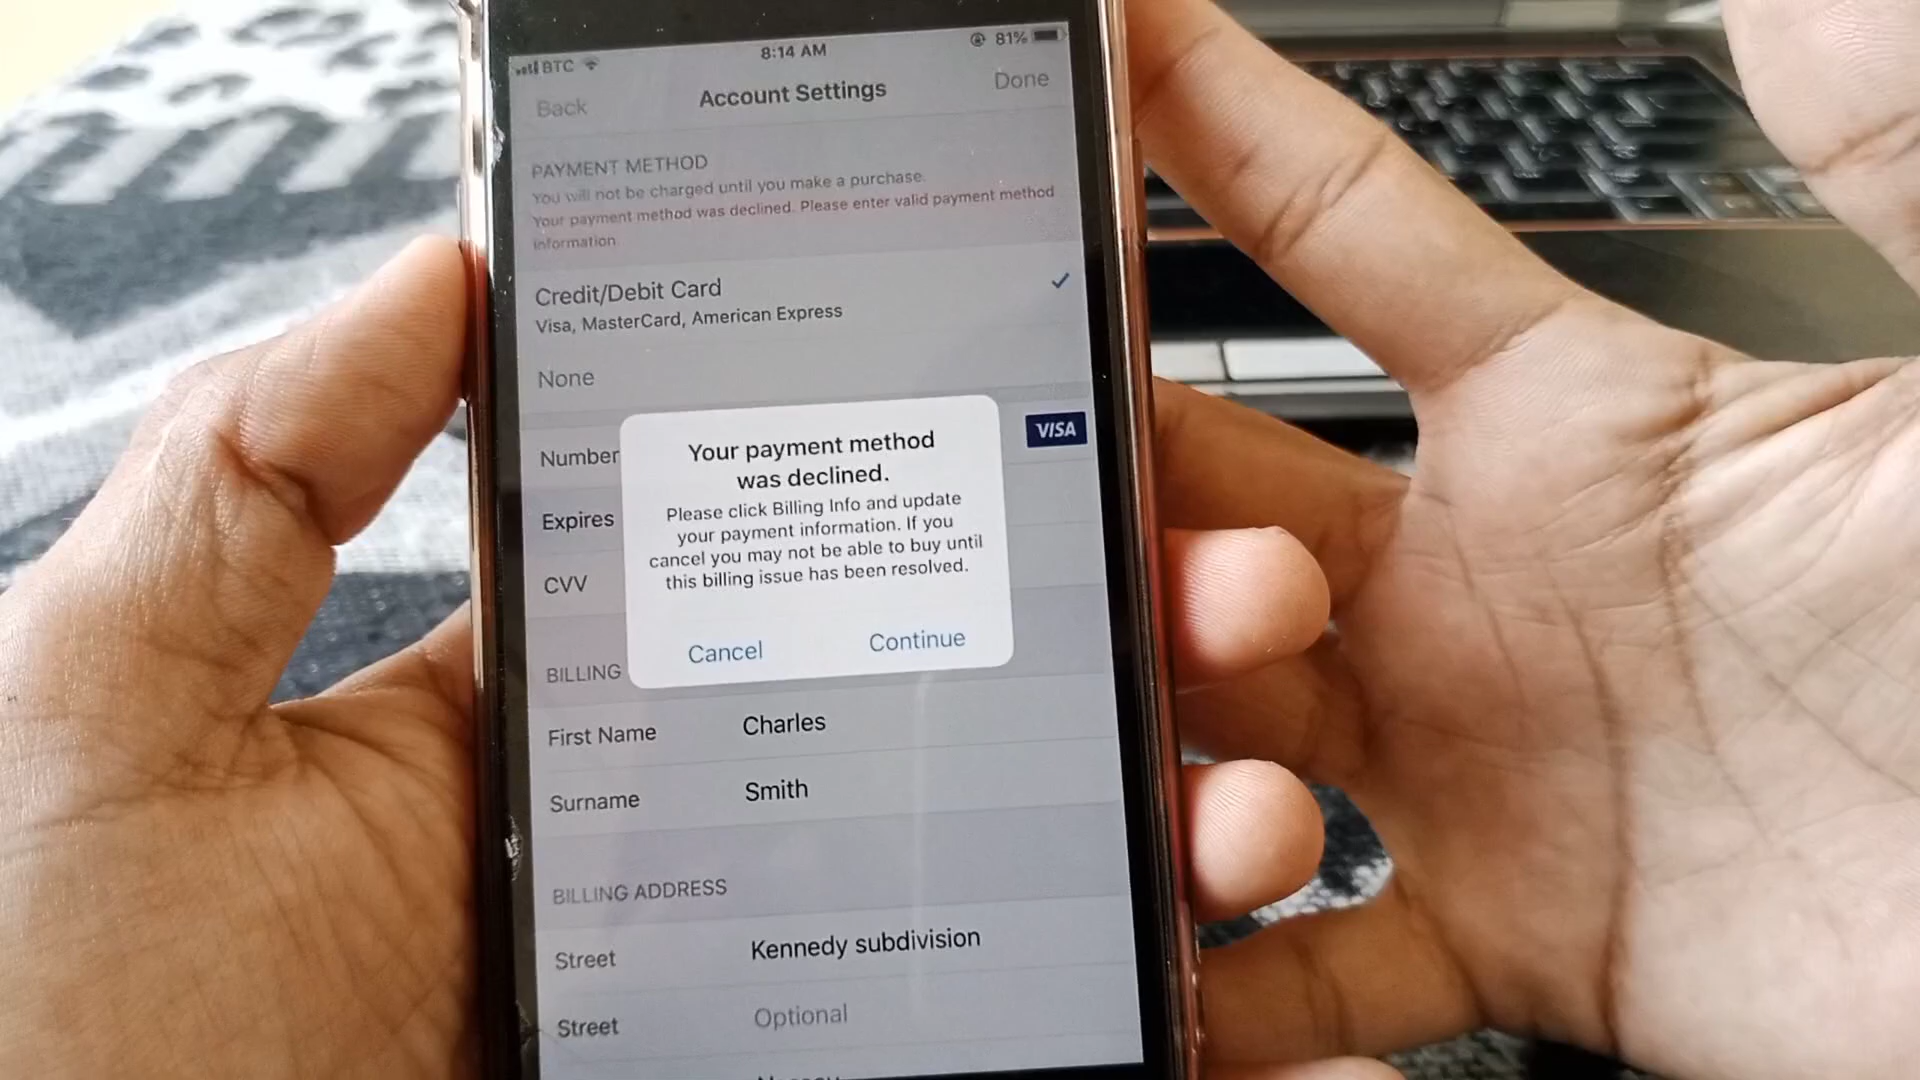 BTC 8:14 AM 81%
Back Account Settings Done
PAYMENT METHOD
You will not be charged until you make a purchase.
Your payment method was declined. Please enter valid payment method
information.
Credit/Debit Card
Visa, MasterCard, American Express
None
Number VISA
Expires
CVV
Your payment method
was declined.
Please click Billing Info and update
your payment information. If you
cancel you may not be able to buy until
this billing issue has been resolved.
Cancel Continue
BILLING
First Name Charles
Surname Smith
BILLING ADDRESS
Street Kennedy subdivision
Street Optional